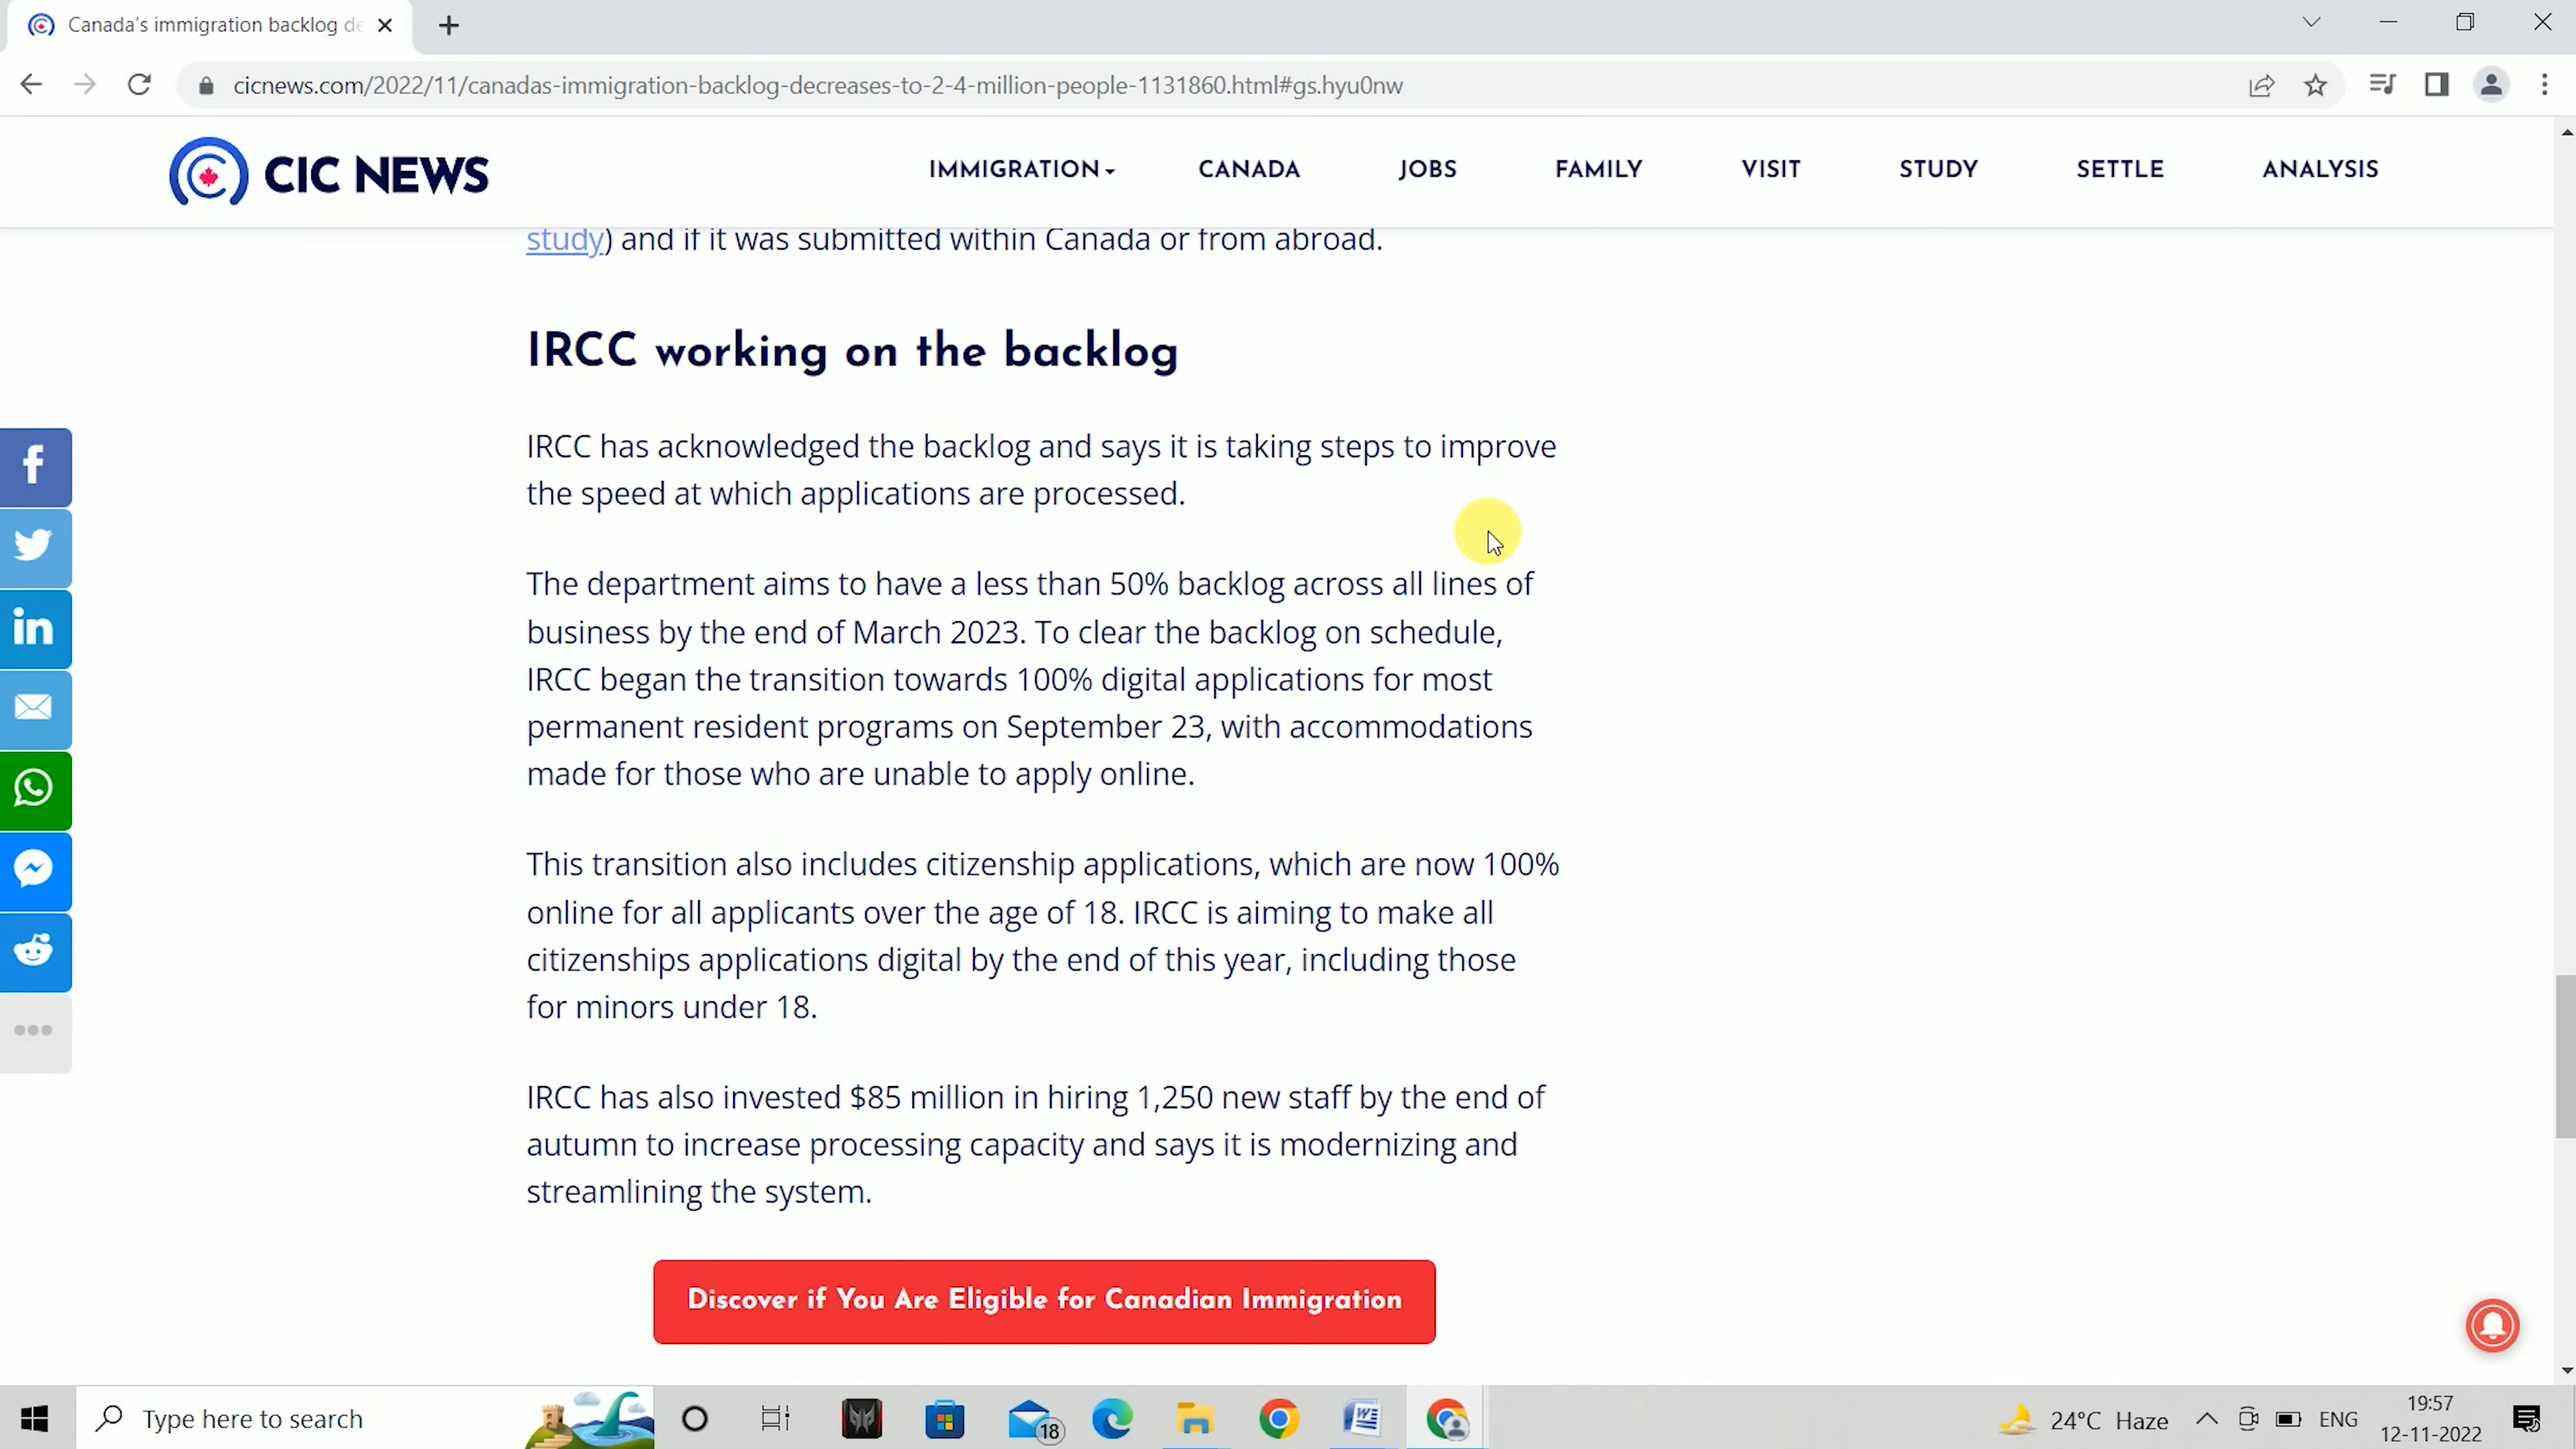 Canada's immigration backlog de
cicnews.com/2022/11/canadas-immigration-backlog-decreases-to-2-4-million-people-1131860.html#gs.hyu0nw
CIC NEWS
IMMIGRATION CANADA JOBS FAMILY VISIT STUDY SETTLE ANALYSIS
study) and if it was submitted within Canada or from abroad.
IRCC working on the backlog
IRCC has acknowledged the backlog and says it is taking steps to improve
the speed at which applications are processed.
The department aims to have a less than 50% backlog across all lines of
business by the end of March 2023. To clear the backlog on schedule,
IRCC began the transition towards 100% digital applications for most
permanent resident programs on September 23, with accommodations
made for those who are unable to apply online.
This transition also includes citizenship applications, which are now 100%
online for all applicants over the age of 18. IRCC is aiming to make all
citizenships applications digital by the end of this year, including those
for minors under 18.
IRCC has also invested $85 million in hiring 1,250 new staff by the end of
autumn to increase processing capacity and says it is modernizing and
streamlining the system.
Discover if You Are Eligible for Canadian Immigration
Type here to search
18
24°C Haze
ENG
19:57
12-11-2022